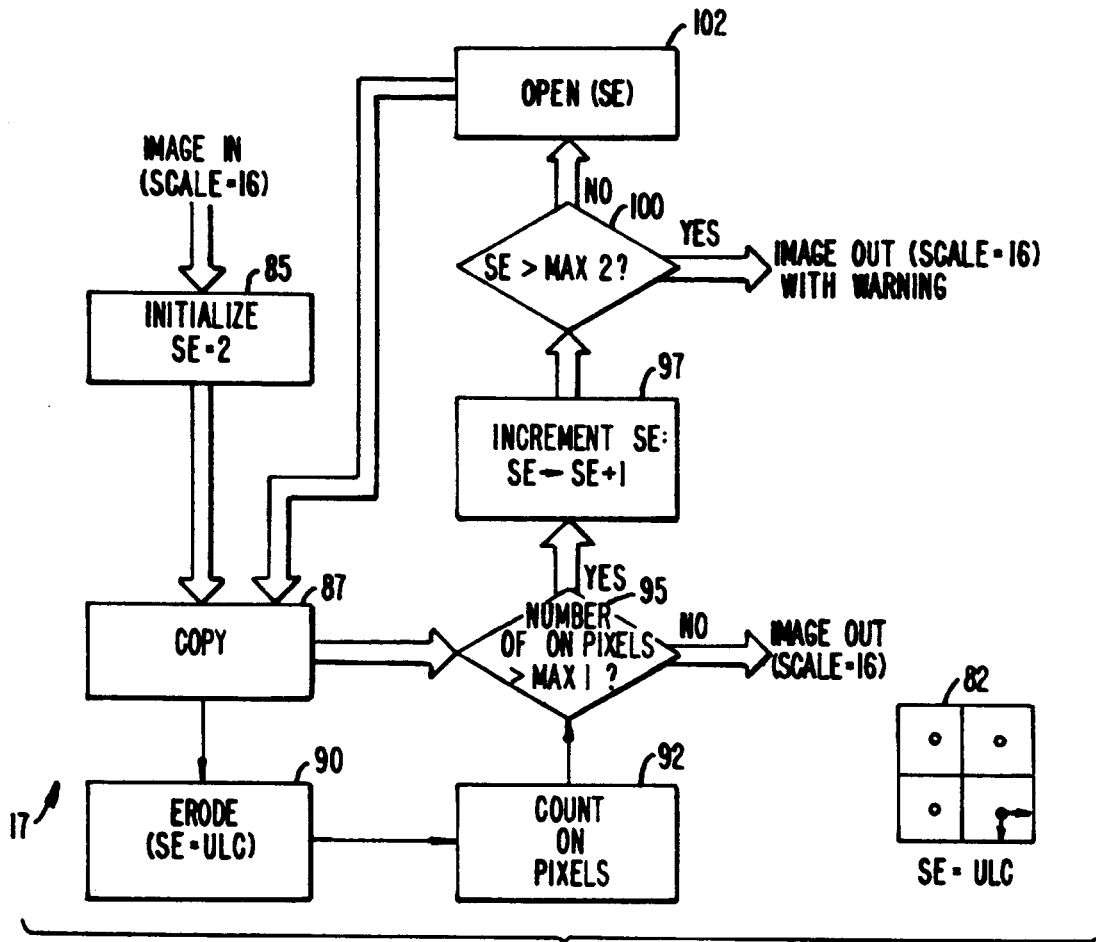 102
OPEN (SE)
IMAGE IN
(SCALE=16)
NO
100
YES
SE > MAX 2?
IMAGE OUT (SCALE=16)
WITH WARNING
85
INITIALIZE
SE=2
97
INCREMENT SE:
SE ← SE+1
YES
87
COPY
95
NUMBER
OF ON PIXELS
> MAX 1 ?
NO
IMAGE OUT
(SCALE=16)
82
90
92
17
ERODE
(SE=ULC)
COUNT
ON
PIXELS
SE = ULC